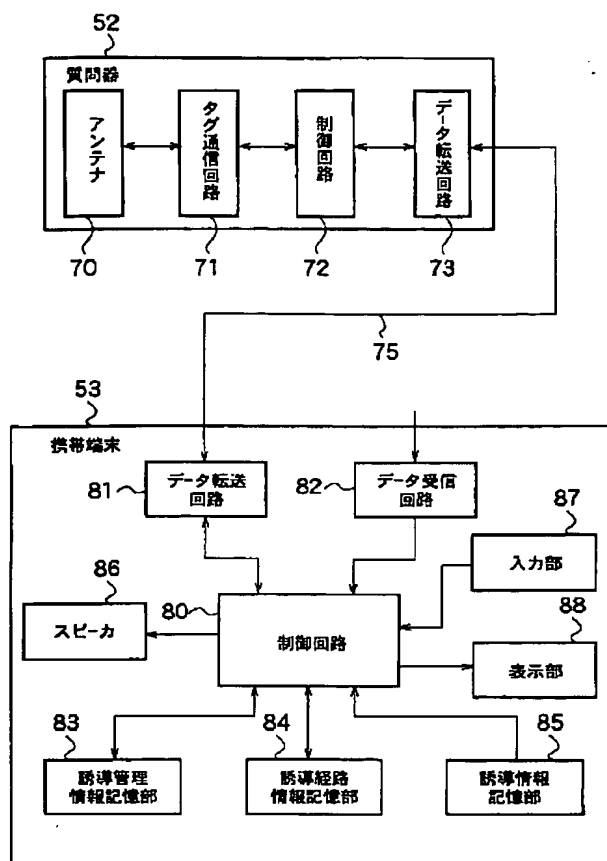 52
質問器
アンテナ
タグ通信回路
制御回路
データ転送回路
70
71
72
73
75
53
携帯端末
81
データ転送
回路
82
データ受信
回路
87
入力部
86
スピーカ
80
制御回路
88
表示部
83
誘導管理
情報記憶部
84
誘導経路
情報記憶部
85
誘導情報
記憶部